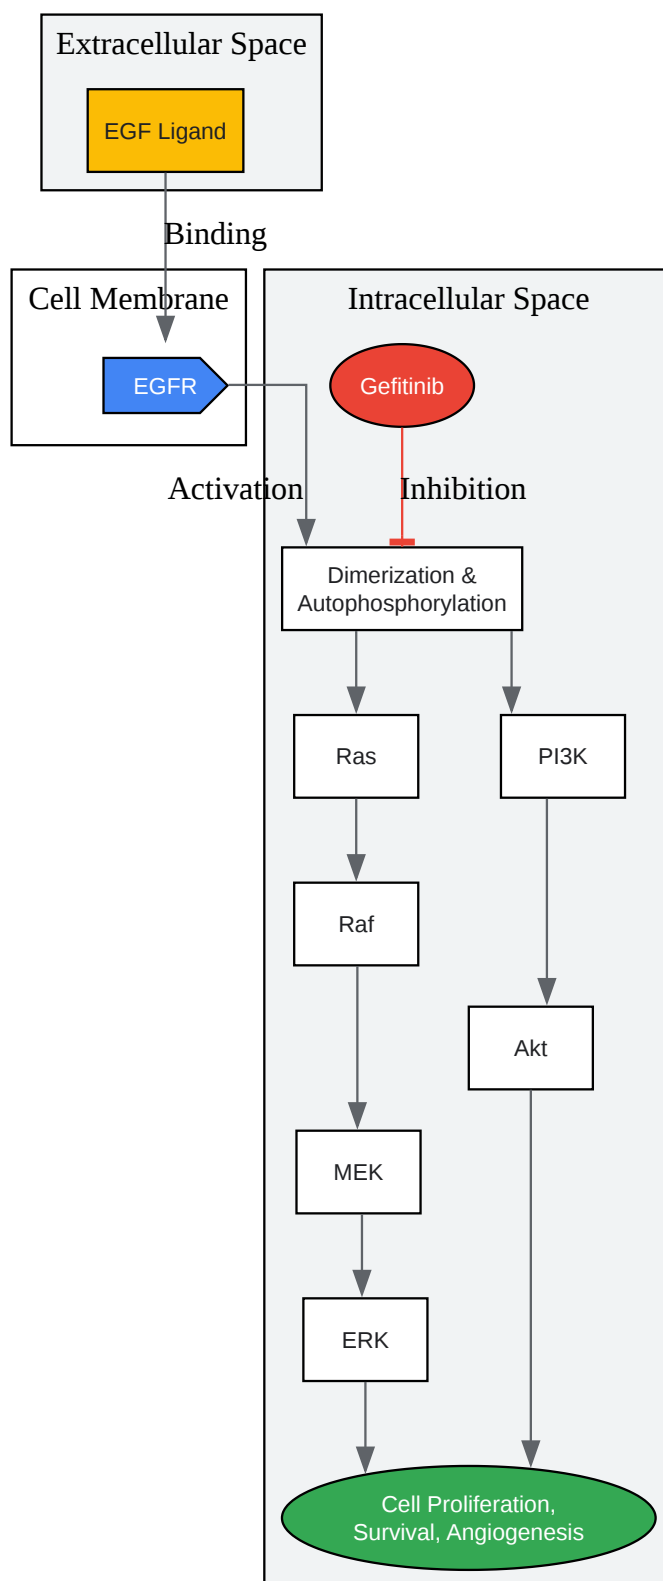 Extracellular Space
EGF Ligand
Binding
Cell Membrane
Intracellular Space
EGFR
Gefitinib
Activation
Inhibition
Dimerization &
Autophosphorylation
Ras
PI3K
Raf
Akt
MEK
ERK
Cell Proliferation,
Survival, Angiogenesis